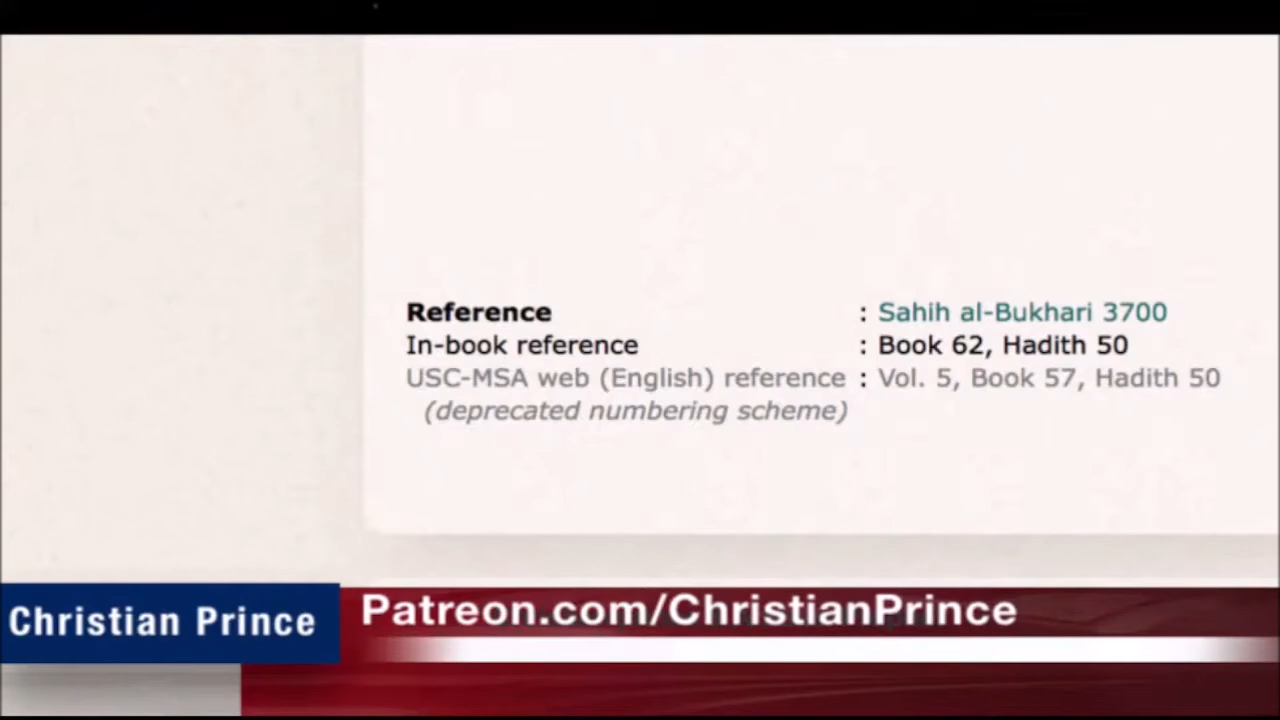 Reference : Sahih al-Bukhari 3700
In-book reference : Book 62, Hadith 50
USC-MSA web (English) reference : Vol. 5, Book 57, Hadith 50
(deprecated numbering scheme)
Christian Prince
Patreon.com/ChristianPrince